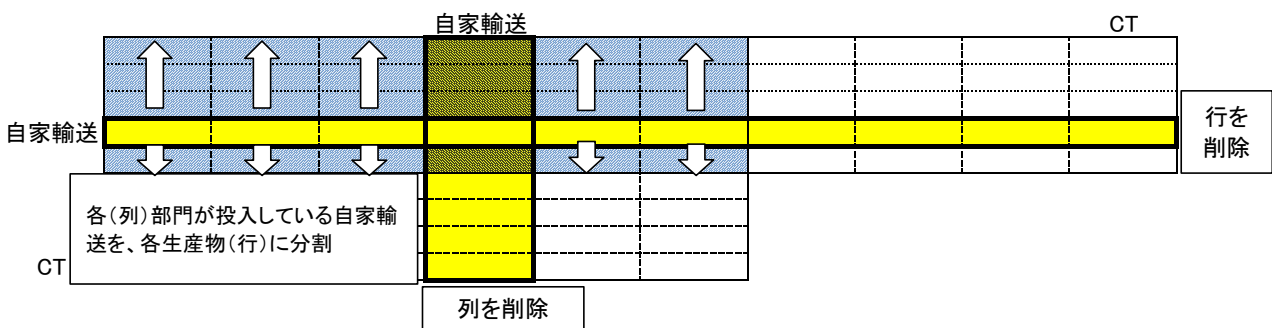 自家輸送
CT
自家輸送
行を
削除
各(列)部門が投入している自家輸
送を、各生産物(行)に分割
CT
列を削除